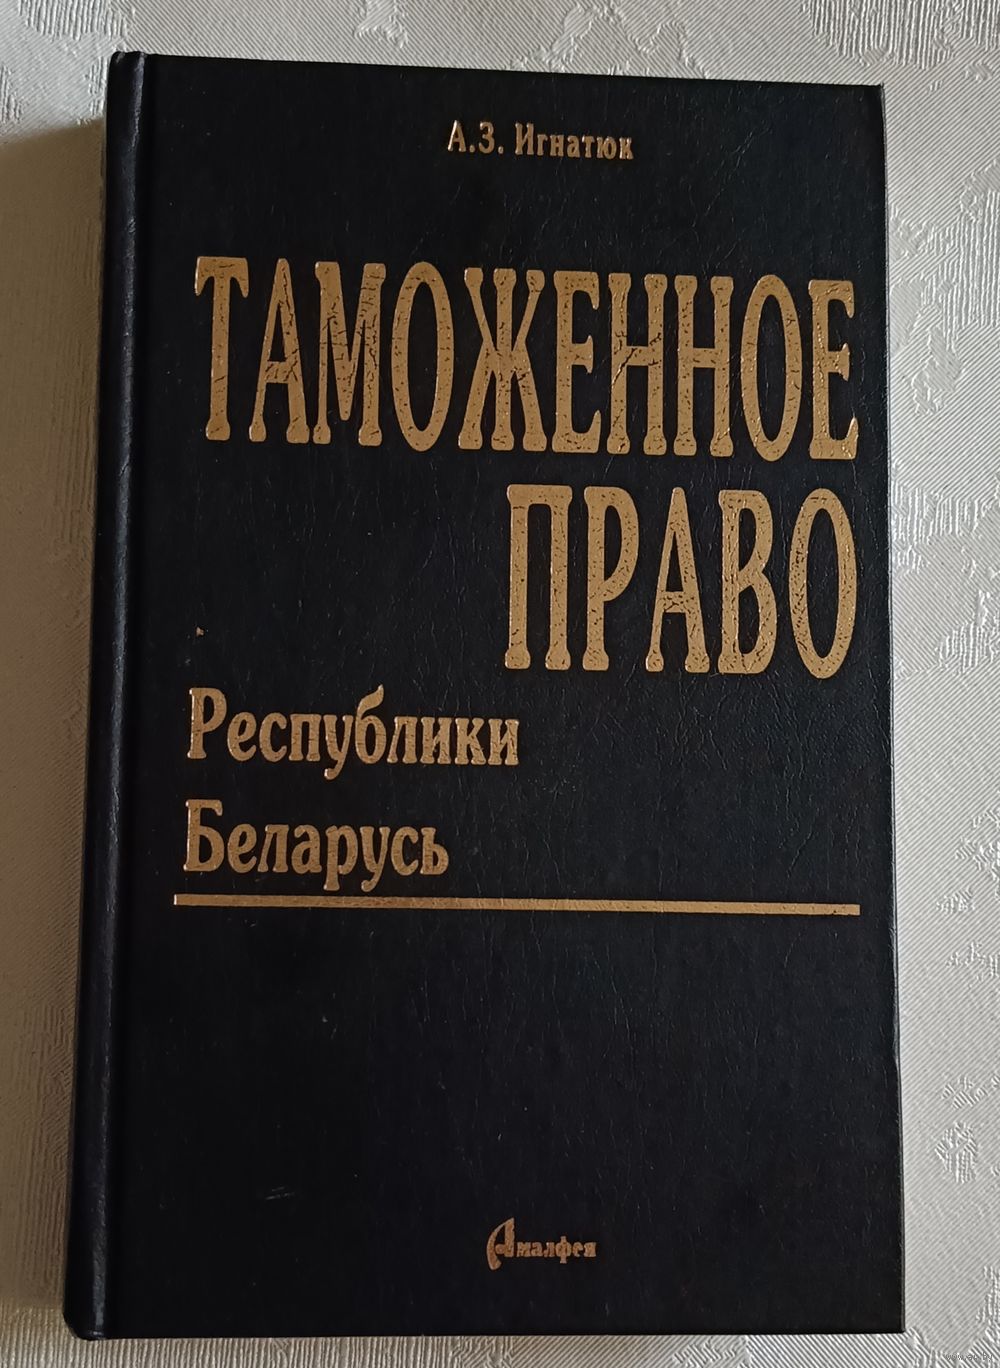 А.З. Игнатюк
ТАМОЖЕННОЕ
ПРАВО
Республики
Беларусь
Амалфея